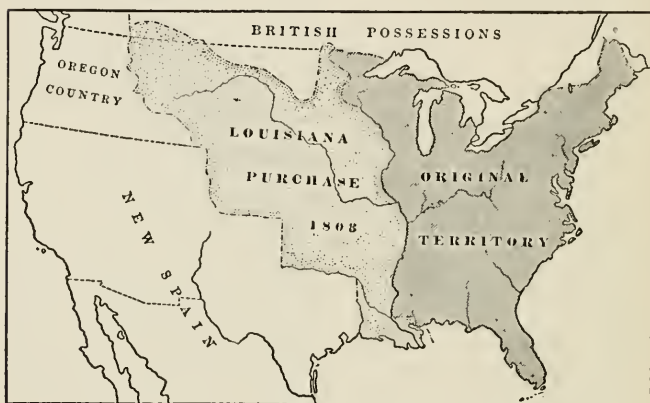 BRITISH POSSESSIONS
OREGON
COUNTRY
LOUISIANA
PURCHASE
1803
ORIGINAL
TERRITORY
NEW SPAIN